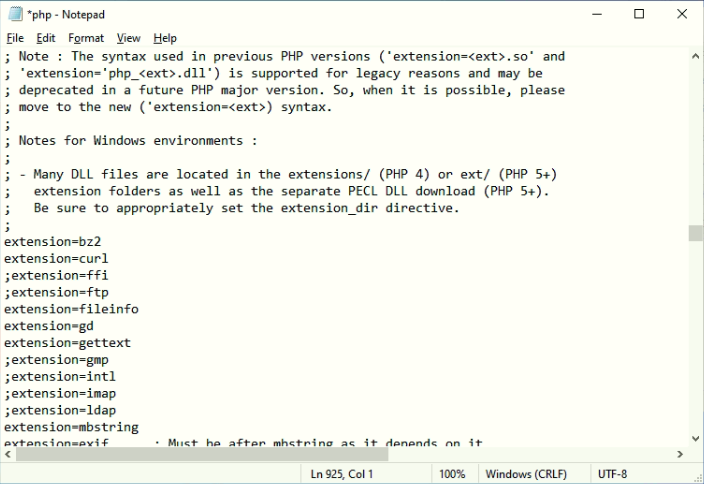 *php - Notepad
File Edit Format View Help
; Note : The syntax used in previous PHP versions ('extension=<ext>.so' and
; 'extension='php_<ext>.dll') is supported for legacy reasons and may be
; deprecated in a future PHP major version. So, when it is possible, please
; move to the new ('extension=<ext>) syntax.
;
; Notes for Windows environments :
;
; - Many DLL files are located in the extensions/ (PHP 4) or ext/ (PHP 5+)
;   extension folders as well as the separate PECL DLL download (PHP 5+).
;   Be sure to appropriately set the extension_dir directive.
;
extension=bz2
extension=curl
;extension=ffi
;extension=ftp
extension=fileinfo
extension=gd
extension=gettext
;extension=gmp
;extension=intl
;extension=imap
;extension=ldap
extension=mbstring
extension=exif      ; Must be after mbstring as it depends on it
Ln 925, Col 1 100% Windows (CRLF) UTF-8